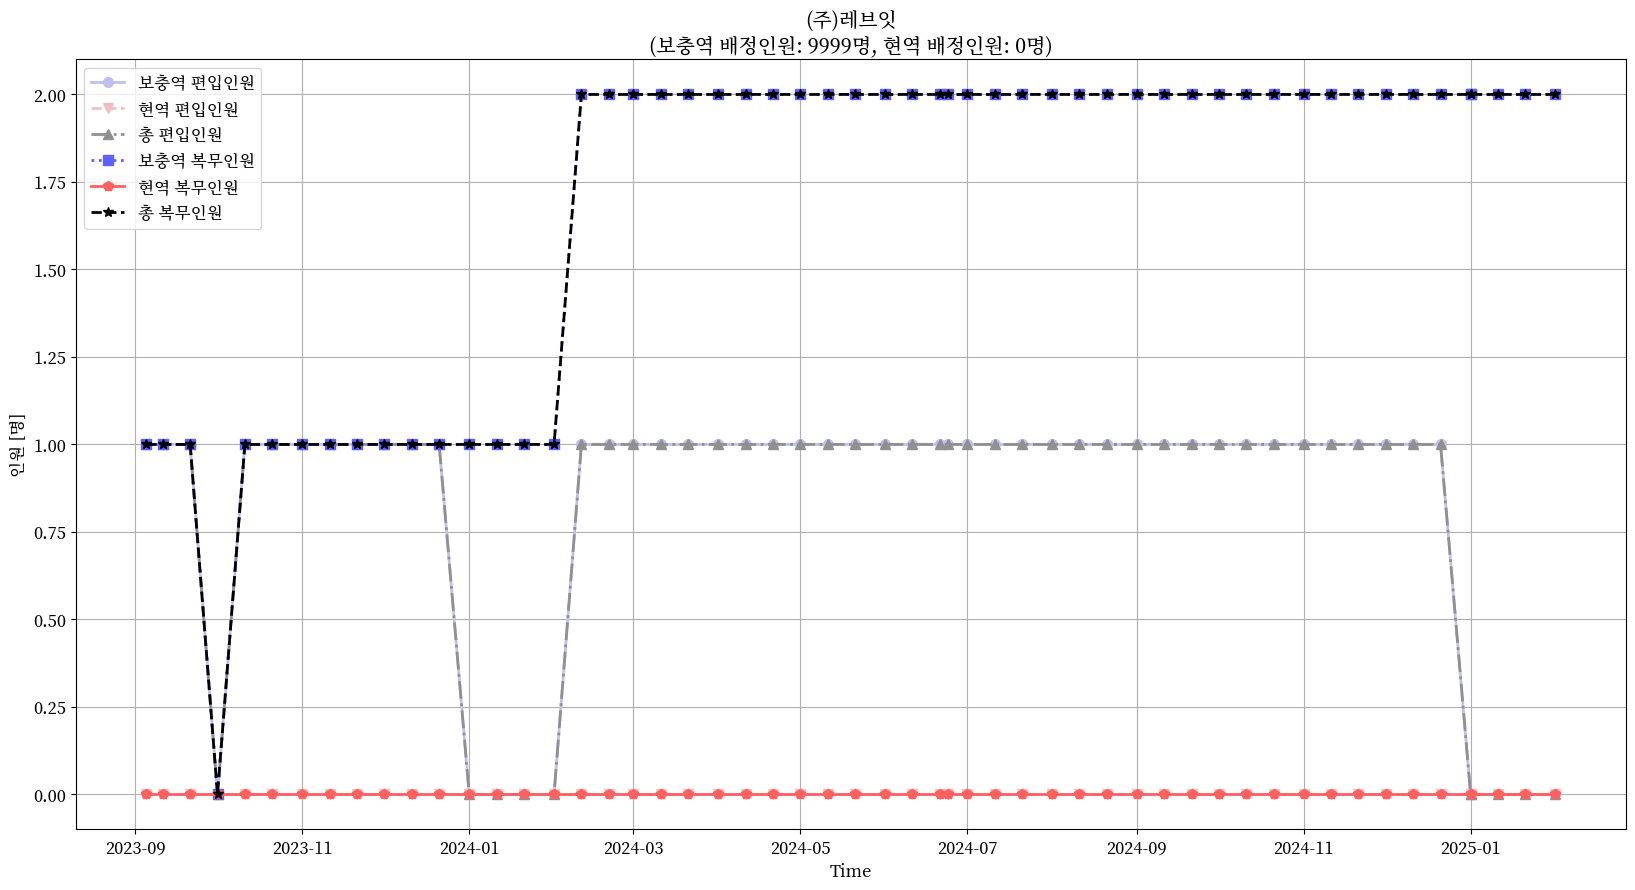 (주)레브잇
(보충역 배정인원: 9999명, 현역 배정인원: 0명)
보충역 편입인원
현역 편입인원
총 편입인원
보충역 복무인원
현역 복무인원
총 복무인원
2.00
1.75
1.50
1.25
1.00
0.75
0.50
0.25
0.00
인원 [명]
2023-09
2023-11
2024-01
2024-03
2024-05
2024-07
2024-09
2024-11
2025-01
Time